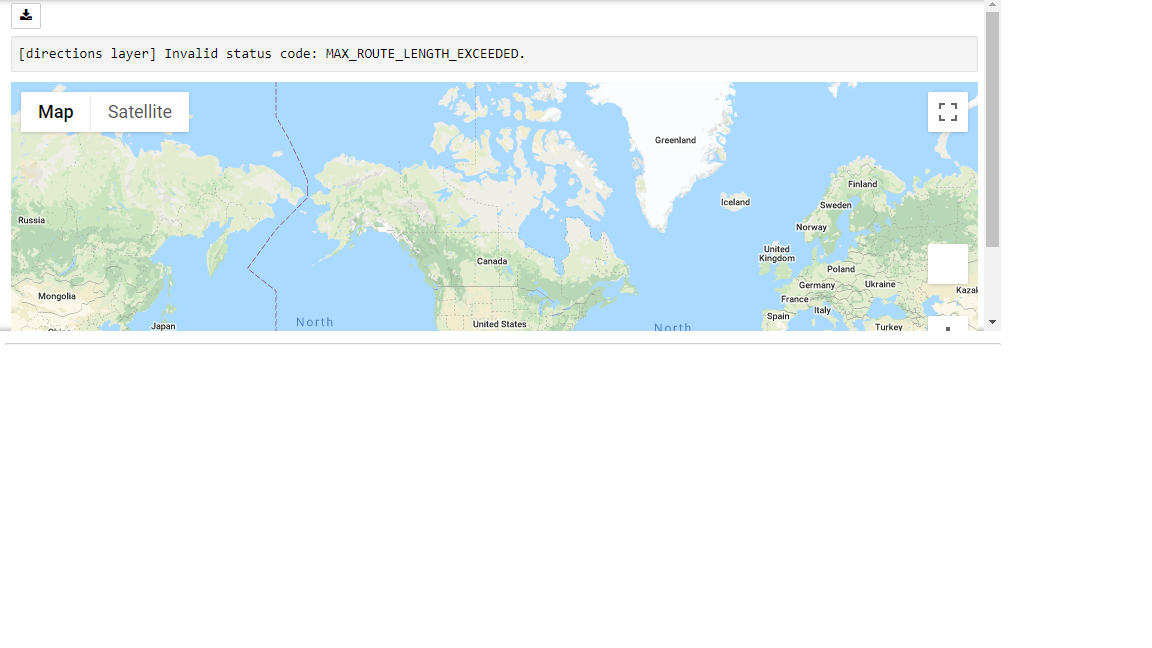 [directions layer] Invalid status code: MAX_ROUTE_LENGTH_EXCEEDED.
Map
Satellite
Greenland
Finland
Iceland
Sweden
Russia
Norway
United
Kingdom
Canada
Poland
Germany
Ukraine
Kazak
Mongolia
France
Italy
Spain
North
United States
North
Japan
Turkey